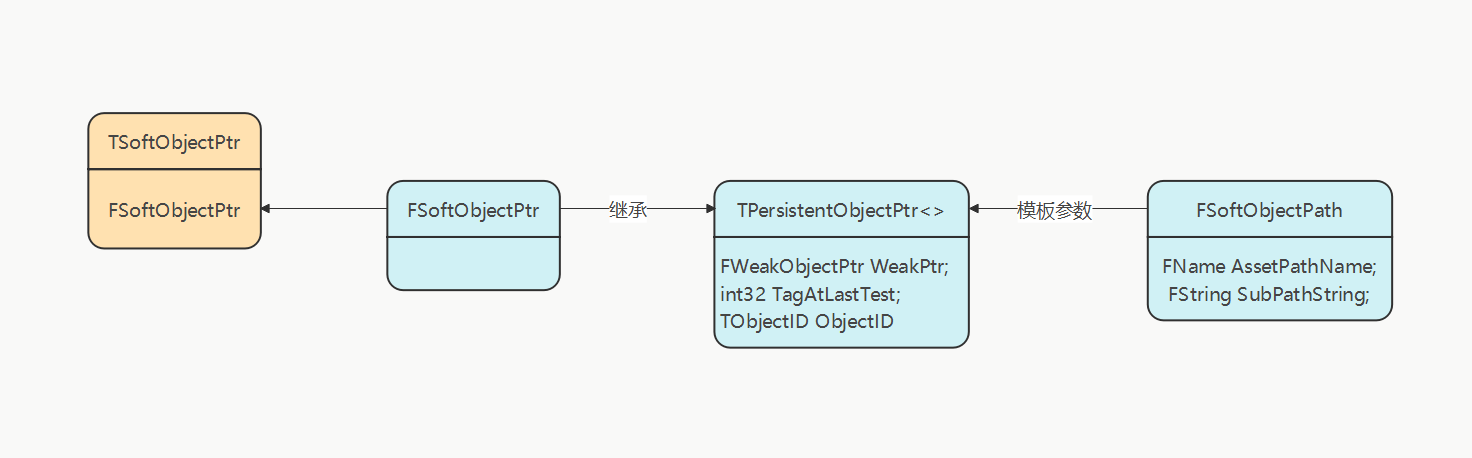 TSoftObjectPtr
FSoftObjectPtr
FSoftObjectPtr
继承
TPersistentObjectPtr<>
FWeakObjectPtr WeakPtr;
int32 TagAtLastTest;
TObjectID ObjectID
模板参数
FSoftObjectPath
FName AssetPathName;
FString SubPathString;